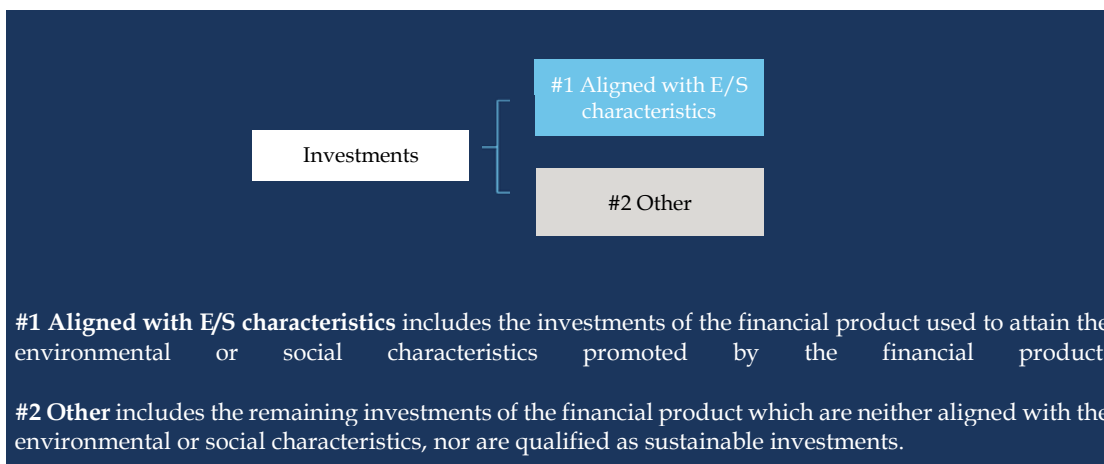 #1 Aligned with E/S
characteristics
Investments
#2 Other
#1 Aligned with E/S characteristics includes the investments of the financial product used to attain the
environmental or social characteristics promoted by the financial product
#2 Other includes the remaining investments of the financial product which are neither aligned with the
environmental or social characteristics, nor are qualified as sustainable investments.